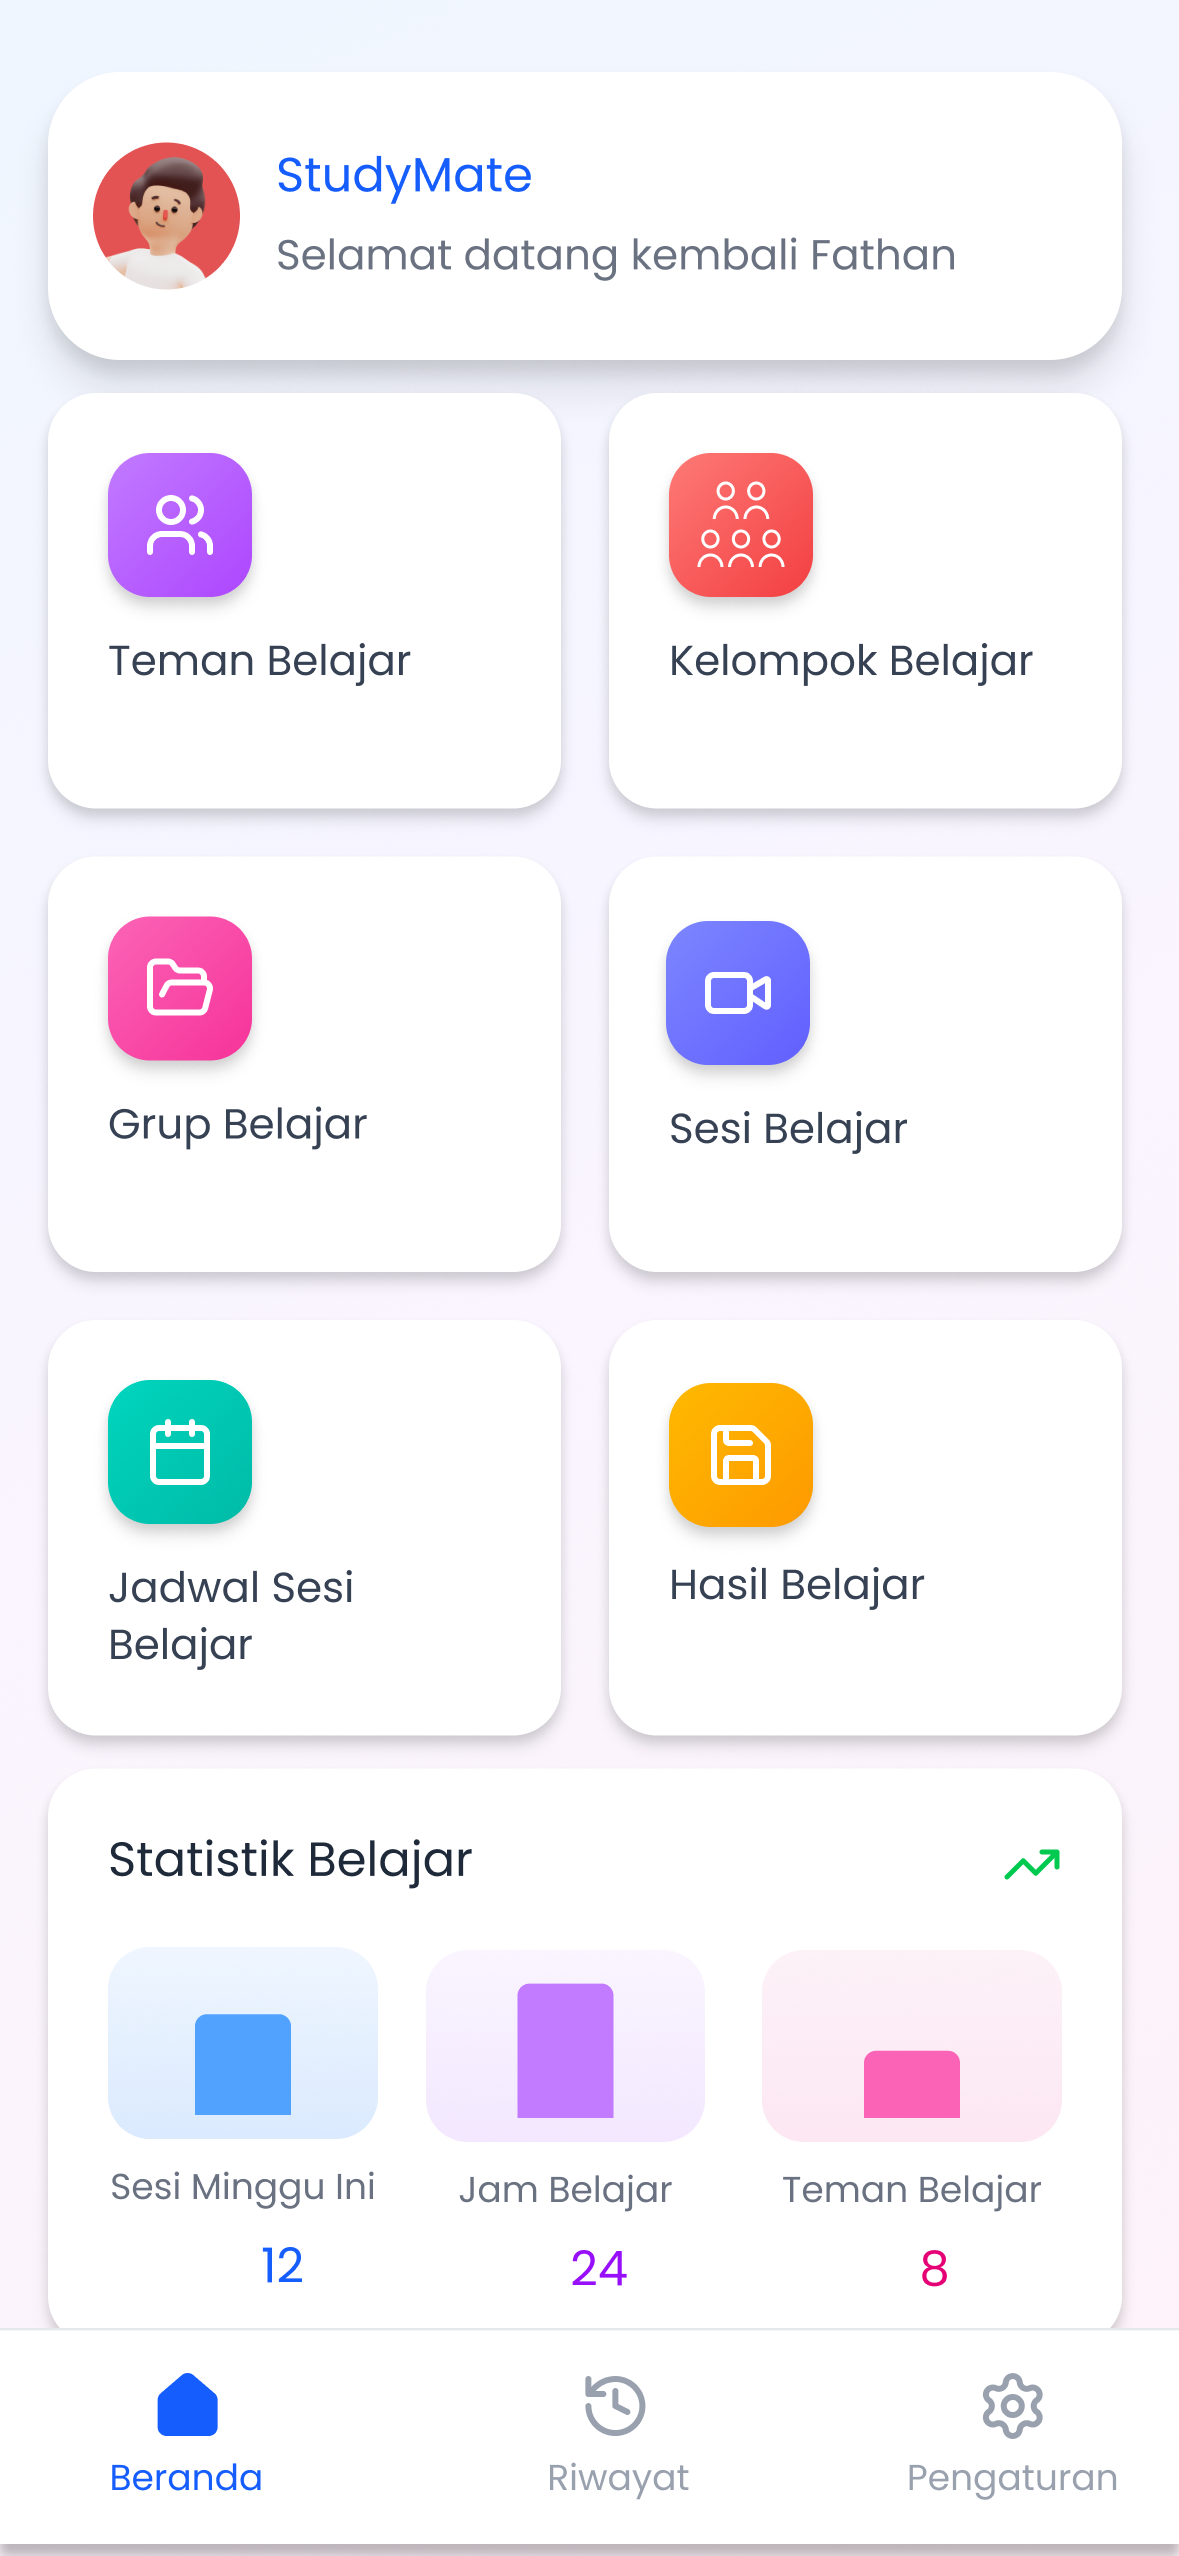 StudyMate
Selamat datang kembali Fathan
Teman Belajar
Kelompok Belajar
Grup Belajar
Sesi Belajar
Jadwal Sesi
Belajar
Hasil Belajar
Statistik Belajar
Sesi Minggu Ini
Jam Belajar
Teman Belajar
12
24
8
Beranda
Riwayat
Pengaturan